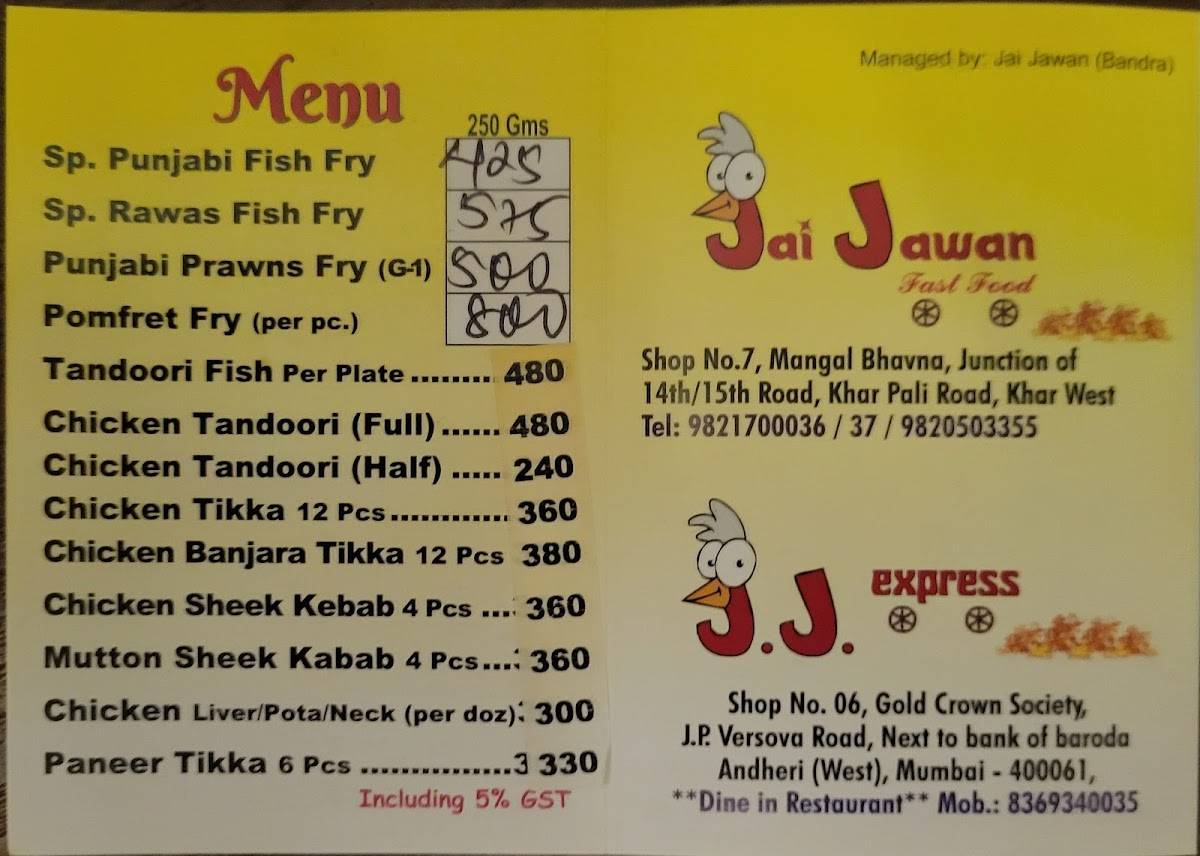 Menu
250 Gms
Sp. Punjabi Fish Fry 425
Sp. Rawas Fish Fry 575
Punjabi Prawns Fry (G-1) 500
Pomfret Fry (per pc.) 800
Tandoori Fish Per Plate ......... 480
Chicken Tandoori (Full) ...... 480
Chicken Tandoori (Half) ..... 240
Chicken Tikka 12 Pcs ............ 360
Chicken Banjara Tikka 12 Pcs 380
Chicken Sheek Kebab 4 Pcs .... 360
Mutton Sheek Kabab 4 Pcs .... 360
Chicken Liver/Pota/Neck (per doz) 300
Paneer Tikka 6 Pcs ................3 330
Including 5% GST
Managed by: Jai Jawan (Bandra)
Jai Jawan
Fast Food
Shop No.7, Mangal Bhavna, Junction of
14th/15th Road, Khar Pali Road, Khar West
Tel: 9821700036 / 37 / 9820503355
J.J. express
Shop No. 06, Gold Crown Society,
J.P. Versova Road, Next to bank of baroda
Andheri (West), Mumbai - 400061,
**Dine in Restaurant** Mob.: 8369340035